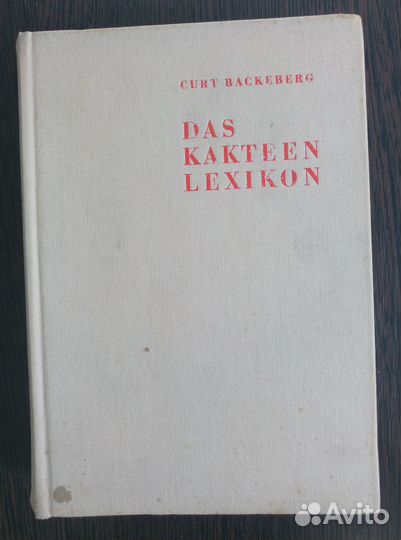 CURT BACKEBERG
DAS
KAKTEEN
LEXIKON
Avito